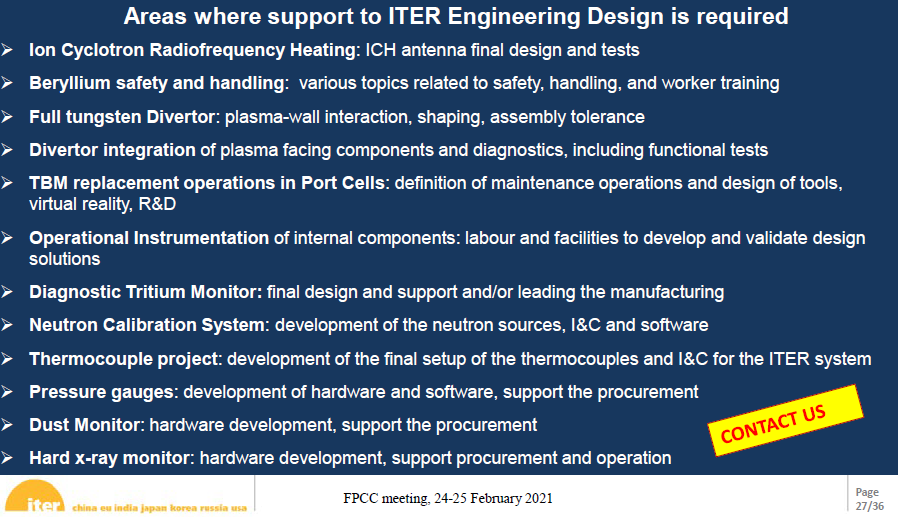 Areas where support to ITER Engineering Design is required
➢ Ion Cyclotron Radiofrequency Heating: ICH antenna final design and tests
➢ Beryllium safety and handling: various topics related to safety, handling, and worker training
➢ Full tungsten Divertor: plasma-wall interaction, shaping, assembly tolerance
➢ Divertor integration of plasma facing components and diagnostics, including functional tests
➢ TBM replacement operations in Port Cells: definition of maintenance operations and design of tools,
virtual reality, R&D
➢ Operational Instrumentation of internal components: labour and facilities to develop and validate design
solutions
➢ Diagnostic Tritium Monitor: final design and support and/or leading the manufacturing
➢ Neutron Calibration System: development of the neutron sources, I&C and software
➢ Thermocouple project: development of the final setup of the thermocouples and I&C for the ITER system
➢ Pressure gauges: development of hardware and software, support the procurement
➢ Dust Monitor: hardware development, support the procurement
➢ Hard x-ray monitor: hardware development, support procurement and operation
CONTACT US
iter china eu india japan korea russia usa
FPCC meeting, 24-25 February 2021
Page
27/36